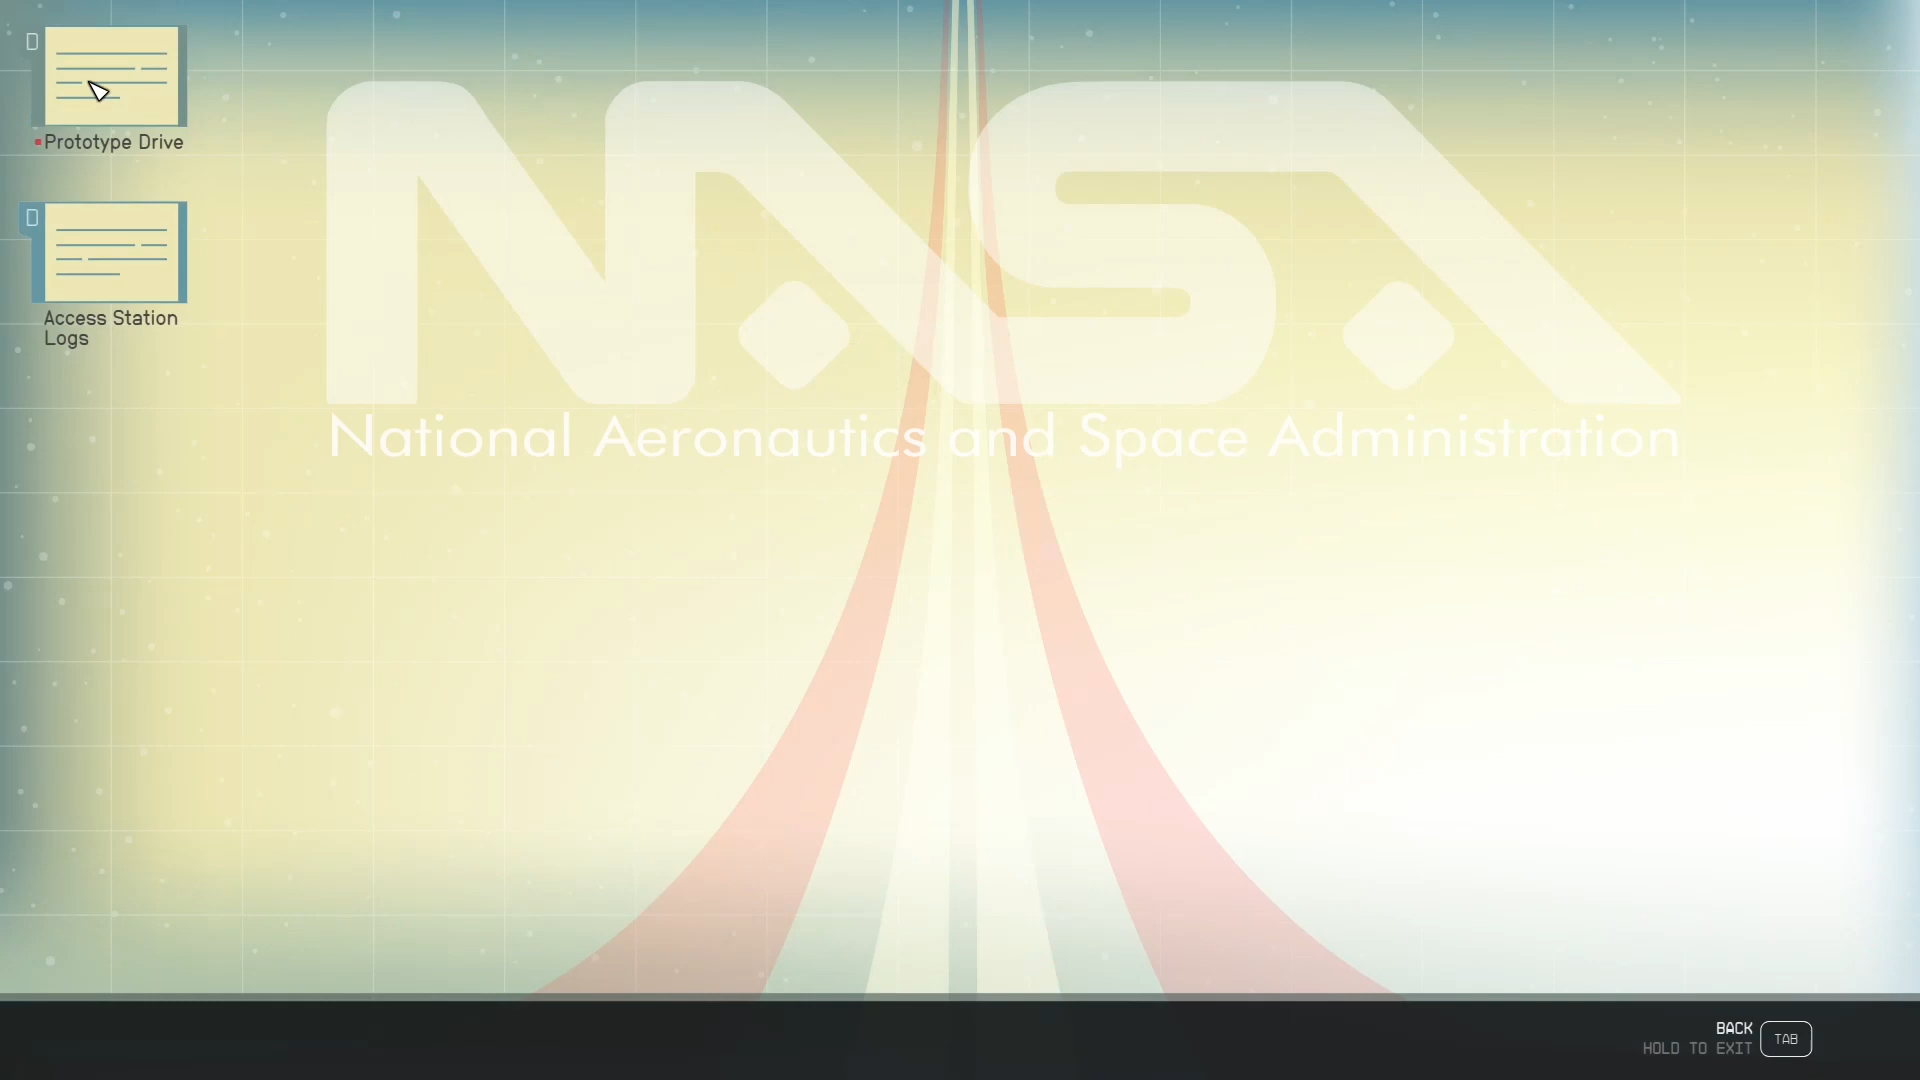 Prototype Drive
Access Station
Logs
NASA
National Aeronautics and Space Administration
BACK
HOLD TO EXIT
TAB